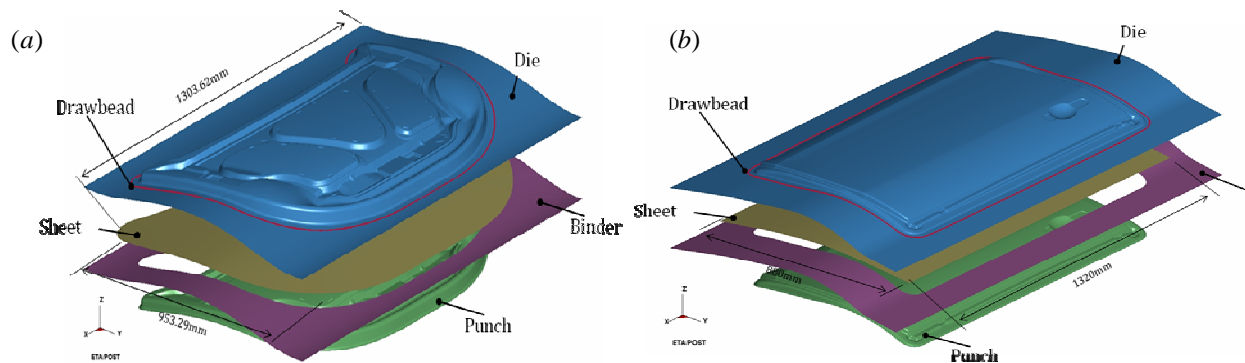 (a)
1303.62mm
Die
Drawbead
Sheet
Binder
953.29mm
Punch
Z
X
Y
ETA/POST
(b)
Die
Drawbead
Sheet
1320mm
Z
X
Y
ETA/POST
Punch